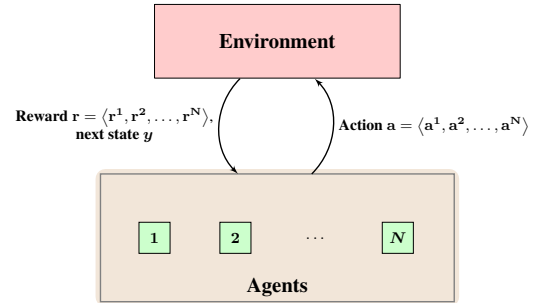 Environment
Reward r = ⟨r¹, r², . . . , rᴺ⟩,
next state y
Action a = ⟨a¹, a², . . . , aᴺ⟩
1 2 · · · N
Agents